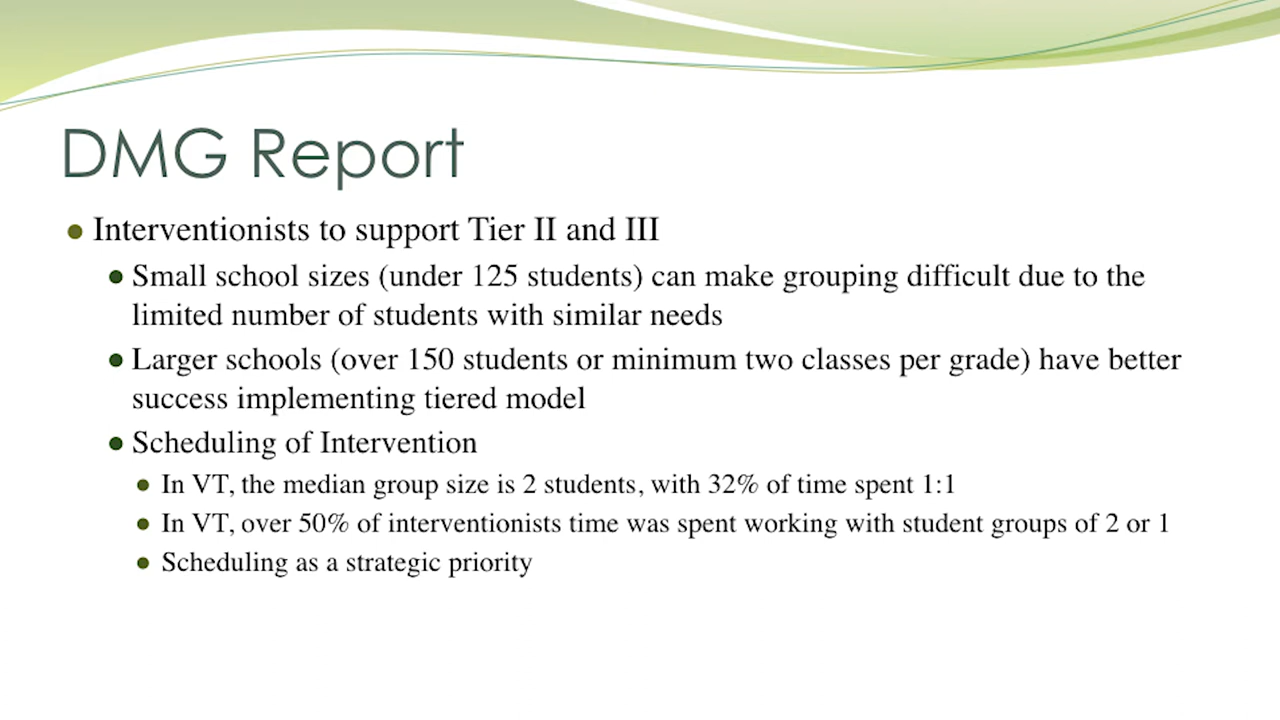 DMG Report
Interventionists to support Tier II and III
Small school sizes (under 125 students) can make grouping difficult due to the
limited number of students with similar needs
Larger schools (over 150 students or minimum two classes per grade) have better
success implementing tiered model
Scheduling of Intervention
In VT, the median group size is 2 students, with 32% of time spent 1:1
In VT, over 50% of interventionists time was spent working with student groups of 2 or 1
Scheduling as a strategic priority